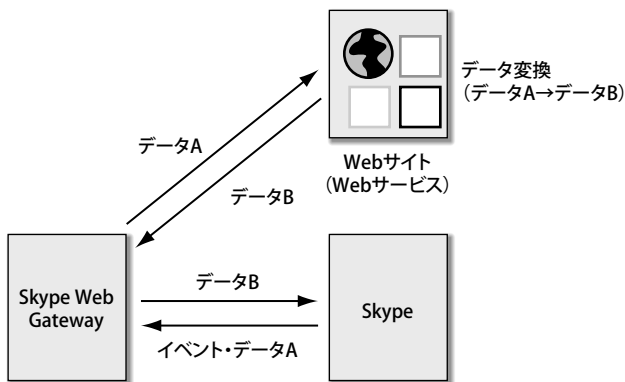 データ変換
（データA→データB）
Webサイト
（Webサービス）
データA
データB
Skype Web
Gateway
データB
イベント・データA
Skype